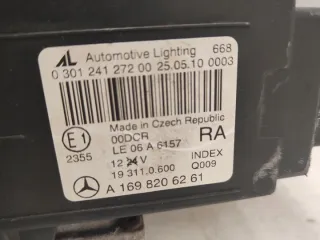 AL Automotive Lighting 668
0 301 241 272 00 25.05.10 0003
Made in Czech Republic
E1 00DCR RA
2355 LE 06 A 6157
12 24 V INDEX
19 311.0.600 Q009
A 169 820 62 61